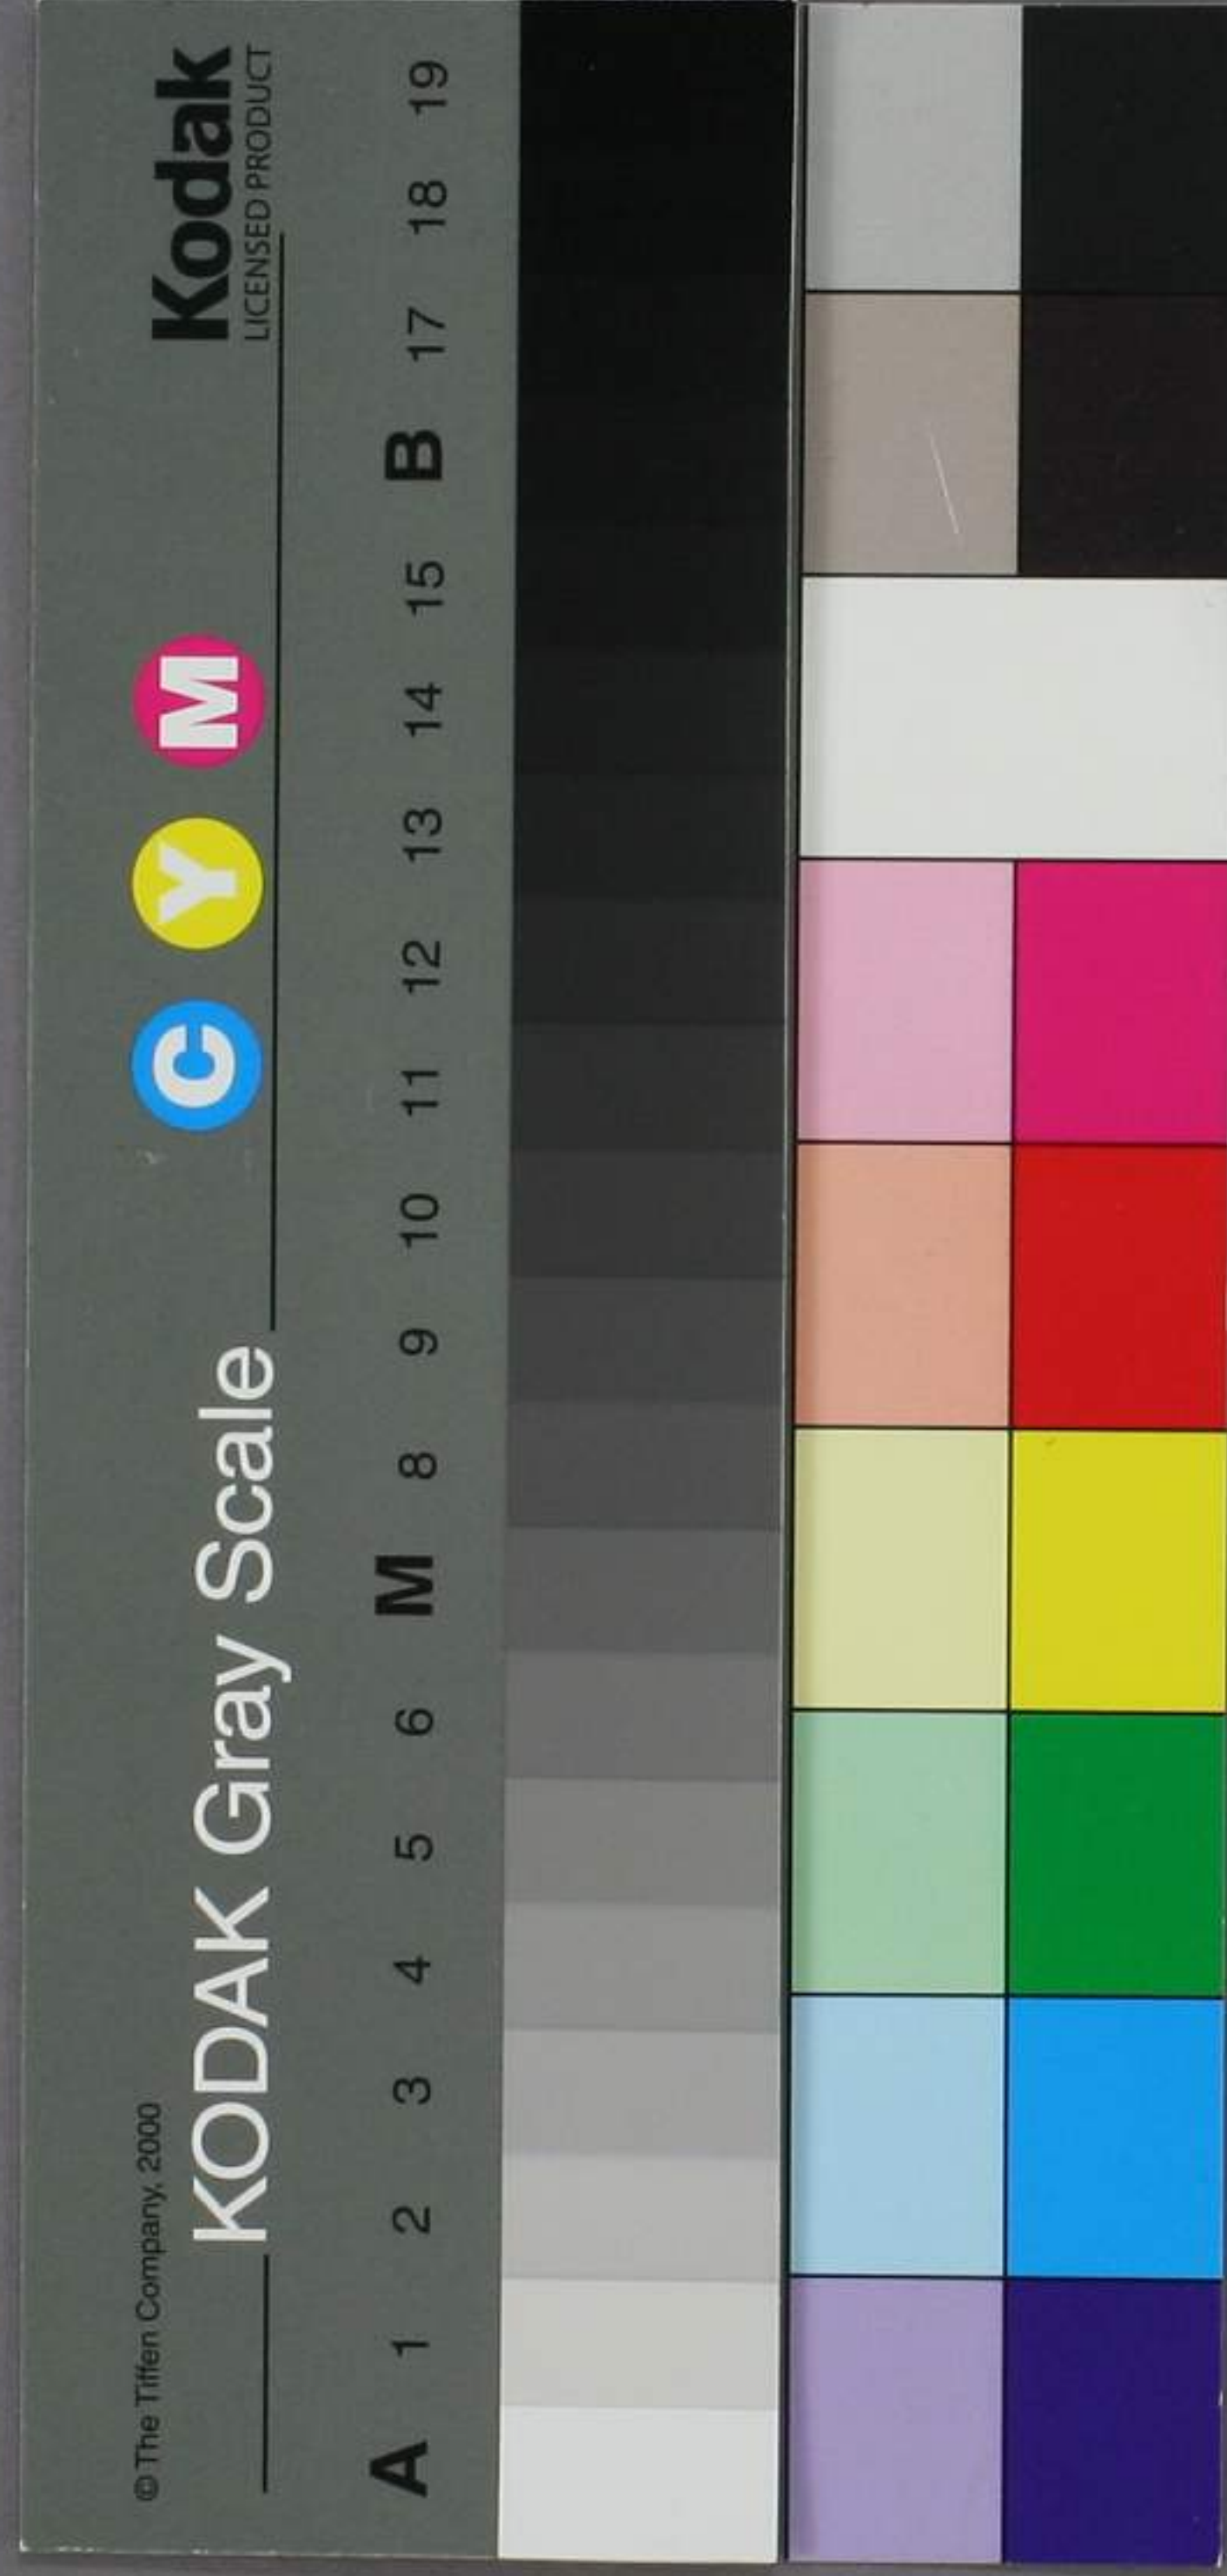 © The Tiffen Company, 2000
KODAK Gray Scale
C Y M
Kodak
LICENSED PRODUCT
A 1 2 3 4 5 6 M 8 9 10 11 12 13 14 15 B 17 18 19